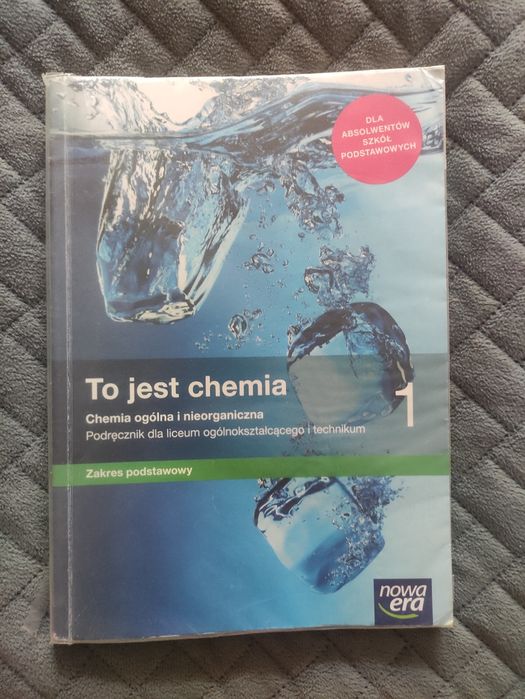 DLA
ABSOLWENTÓW
SZKÓŁ
PODSTAWOWYCH
To jest chemia
1
Chemia ogólna i nieorganiczna
Podręcznik dla liceum ogólnokształcącego i technikum
Zakres podstawowy
nowa
era